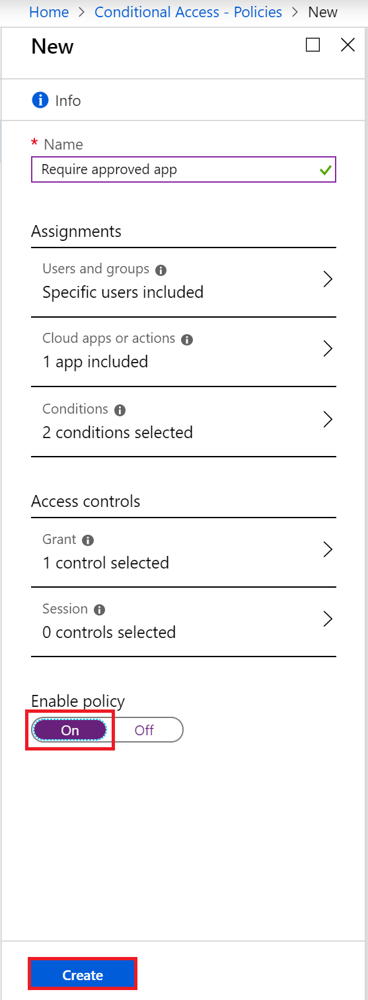 Home > Conditional Access - Policies > New
New
Info
* Name
Require approved app
Assignments
Users and groups
Specific users included
Cloud apps or actions
1 app included
Conditions
2 conditions selected
Access controls
Grant
1 control selected
Session
0 controls selected
Enable policy
On Off
Create